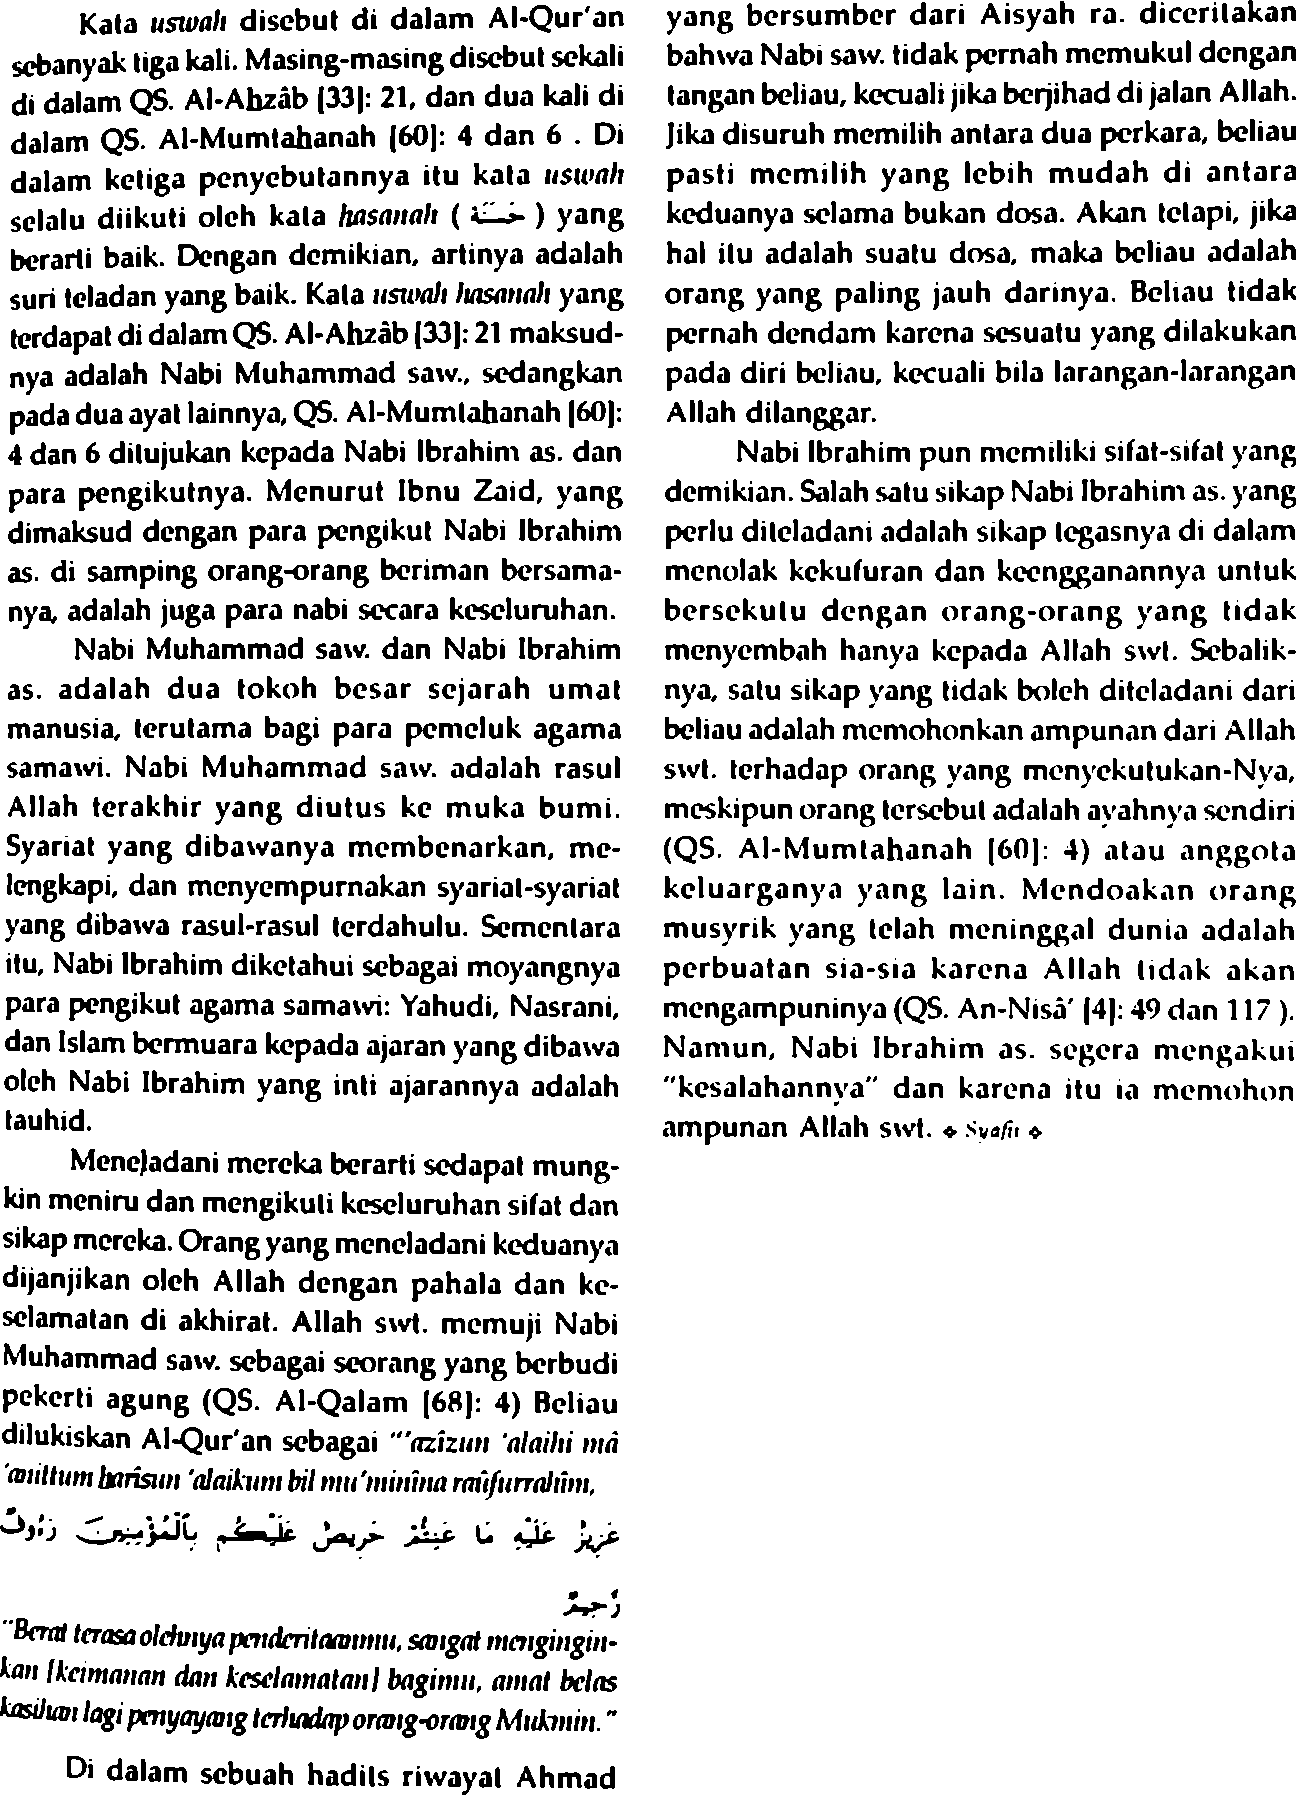 Kata uswah disebut di dalam Al-Qur'an
sebanyak tiga kali. Masing-masing disebut sekali
di dalam QS. Al-Ahzâb [33]: 21, dan dua kali di
dalam QS. Al-Mumtahanah [60]: 4 dan 6 . Di
dalam ketiga penyebutannya itu kata uswah
selalu diikuti oleh kata hasanah ( حَسَنَة ) yang
berarti baik. Dengan demikian, artinya adalah
suri teladan yang baik. Kata uswah hasanah yang
terdapat di dalam QS. Al-Ahzâb [33]: 21 maksud-
nya adalah Nabi Muhammad saw., sedangkan
pada dua ayat lainnya, QS. Al-Mumtahanah [60]:
4 dan 6 ditujukan kepada Nabi Ibrahim as. dan
para pengikutnya. Menurut Ibnu Zaid, yang
dimaksud dengan para pengikut Nabi Ibrahim
as. di samping orang-orang beriman bersama-
nya, adalah juga para nabi secara keseluruhan.
Nabi Muhammad saw. dan Nabi Ibrahim
as. adalah dua tokoh besar sejarah umat
manusia, terutama bagi para pemeluk agama
samawi. Nabi Muhammad saw. adalah rasul
Allah terakhir yang diutus ke muka bumi.
Syariat yang dibawanya membenarkan, me-
lengkapi, dan menyempurnakan syariat-syariat
yang dibawa rasul-rasul terdahulu. Sementara
itu, Nabi Ibrahim diketahui sebagai moyangnya
para pengikut agama samawi: Yahudi, Nasrani,
dan Islam bermuara kepada ajaran yang dibawa
oleh Nabi Ibrahim yang inti ajarannya adalah
tauhid.
Meneladani mereka berarti sedapat mung-
kin meniru dan mengikuti keseluruhan sifat dan
sikap mereka. Orang yang meneladani keduanya
dijanjikan oleh Allah dengan pahala dan ke-
selamatan di akhirat. Allah swt. memuji Nabi
Muhammad saw. sebagai seorang yang berbudi
pekerti agung (QS. Al-Qalam [68]: 4) Beliau
dilukiskan Al-Qur'an sebagai "'azîzun 'alaihi mâ
'anittum harîsun 'alaikum bil mu'minîna raûfurrahîm,
عَزِيزٌ عَلَيْهِ مَا عَنِتُّمْ حَرِيصٌ عَلَيْكُم بِالْمُؤْمِنِينَ رَءُوفٌ
رَّحِيمٌ
"Berat terasa olehnya penderitaanmu, sangat mengingin-
kan [keimanan dan keselamatan] bagimu, amat belas
kasihan lagi penyayang terhadap orang-orang Mukmin."
Di dalam sebuah hadits riwayat Ahmad
yang bersumber dari Aisyah ra. diceritakan
bahwa Nabi saw. tidak pernah memukul dengan
tangan beliau, kecuali jika berjihad di jalan Allah.
Jika disuruh memilih antara dua perkara, beliau
pasti memilih yang lebih mudah di antara
keduanya selama bukan dosa. Akan tetapi, jika
hal itu adalah suatu dosa, maka beliau adalah
orang yang paling jauh darinya. Beliau tidak
pernah dendam karena sesuatu yang dilakukan
pada diri beliau, kecuali bila larangan-larangan
Allah dilanggar.
Nabi Ibrahim pun memiliki sifat-sifat yang
demikian. Salah satu sikap Nabi Ibrahim as. yang
perlu diteladani adalah sikap tegasnya di dalam
menolak kekufuran dan keengganannya untuk
bersekutu dengan orang-orang yang tidak
menyembah hanya kepada Allah swt. Sebalik-
nya, satu sikap yang tidak boleh diteladani dari
beliau adalah memohonkan ampunan dari Allah
swt. terhadap orang yang menyekutukan-Nya,
meskipun orang tersebut adalah ayahnya sendiri
(QS. Al-Mumtahanah [60]: 4) atau anggota
keluarganya yang lain. Mendoakan orang
musyrik yang telah meninggal dunia adalah
perbuatan sia-sia karena Allah tidak akan
mengampuninya (QS. An-Nisâ' [4]: 49 dan 117 ).
Namun, Nabi Ibrahim as. segera mengakui
"kesalahannya" dan karena itu ia memohon
ampunan Allah swt. ❖ Syafii ❖